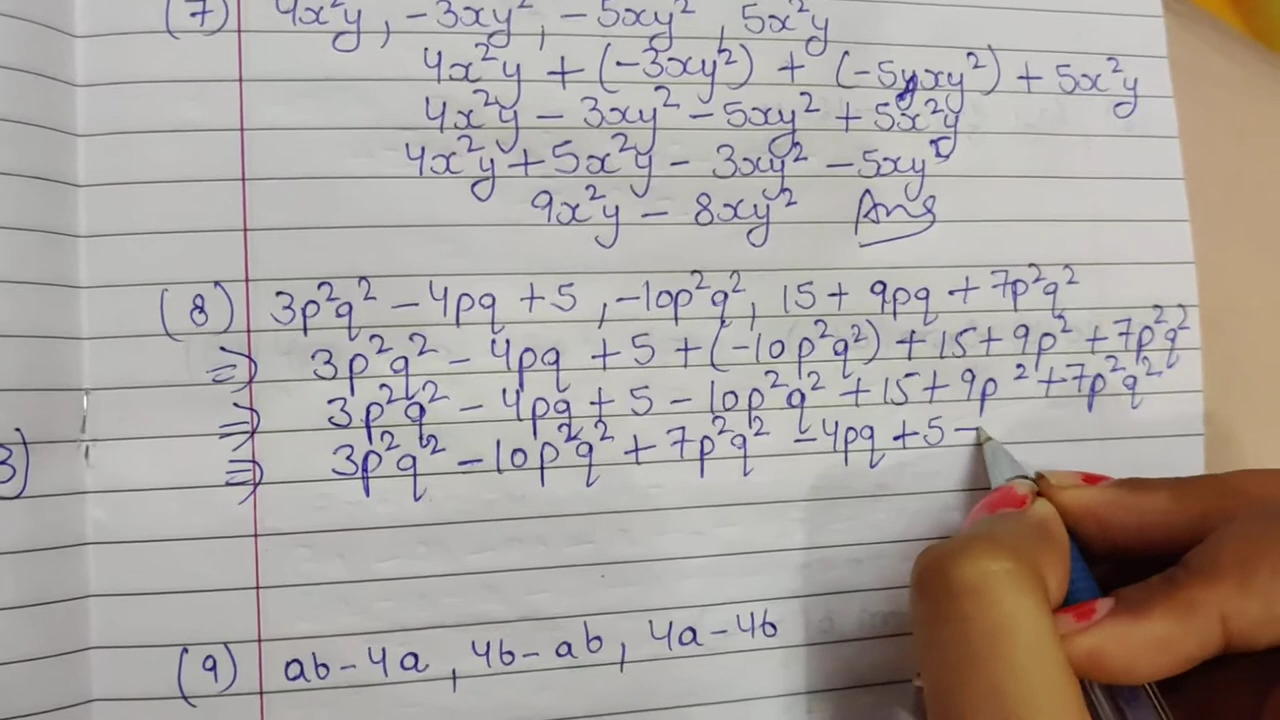 (7) 4x²y, -3xy², -5xy², 5x²y
4x²y + (-3xy²) + (-5xy²) + 5x²y
4x²y - 3xy² - 5xy² + 5x²y
4x²y + 5x²y - 3xy² - 5xy²
9x²y - 8xy² Ans
(8) 3p²q² - 4pq + 5, -10p²q², 15 + 9pq + 7p²q²
⇒ 3p²q² - 4pq + 5 + (-10p²q²) + 15 + 9p² + 7p²q²
⇒ 3p²q² - 4pq + 5 - 10p²q² + 15 + 9p² + 7p²q²
3) ⇒ 3p²q² - 10p²q² + 7p²q² - 4pq + 5 -
(9) ab - 4a, 4b - ab, 4a - 4b